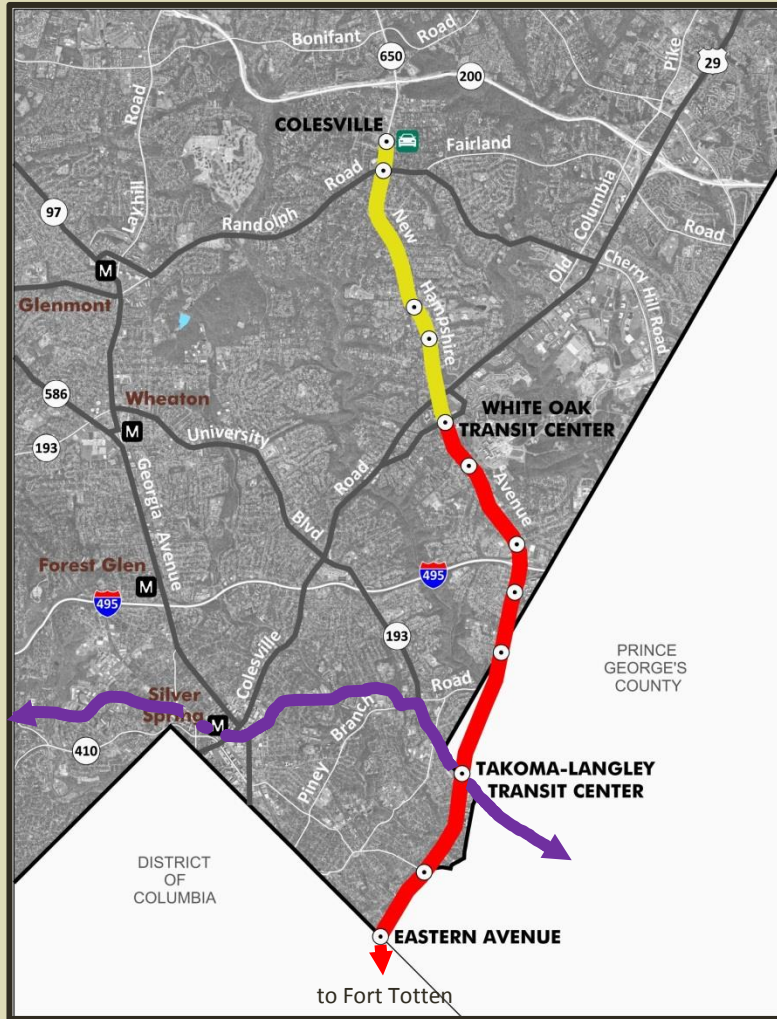 Bonifant Road
650
29
Pike
200
Road
COLESVILLE
Fairland
Road
Layhill
97
Randolph
Road
New
Columbia
Old
Cherry Hill Road
M
Glenmont
Hampshire
586
Wheaton
WHITE OAK
TRANSIT CENTER
193
M
University
Road
Avenue
Georgia
Avenue
Blvd
Forest Glen
M
495
495
193
Colesville
PRINCE
GEORGE'S
COUNTY
Road
Silver
Spring
M
Branch
410
Piney
TAKOMA-LANGLEY
TRANSIT CENTER
DISTRICT
OF
COLUMBIA
EASTERN AVENUE
to Fort Totten